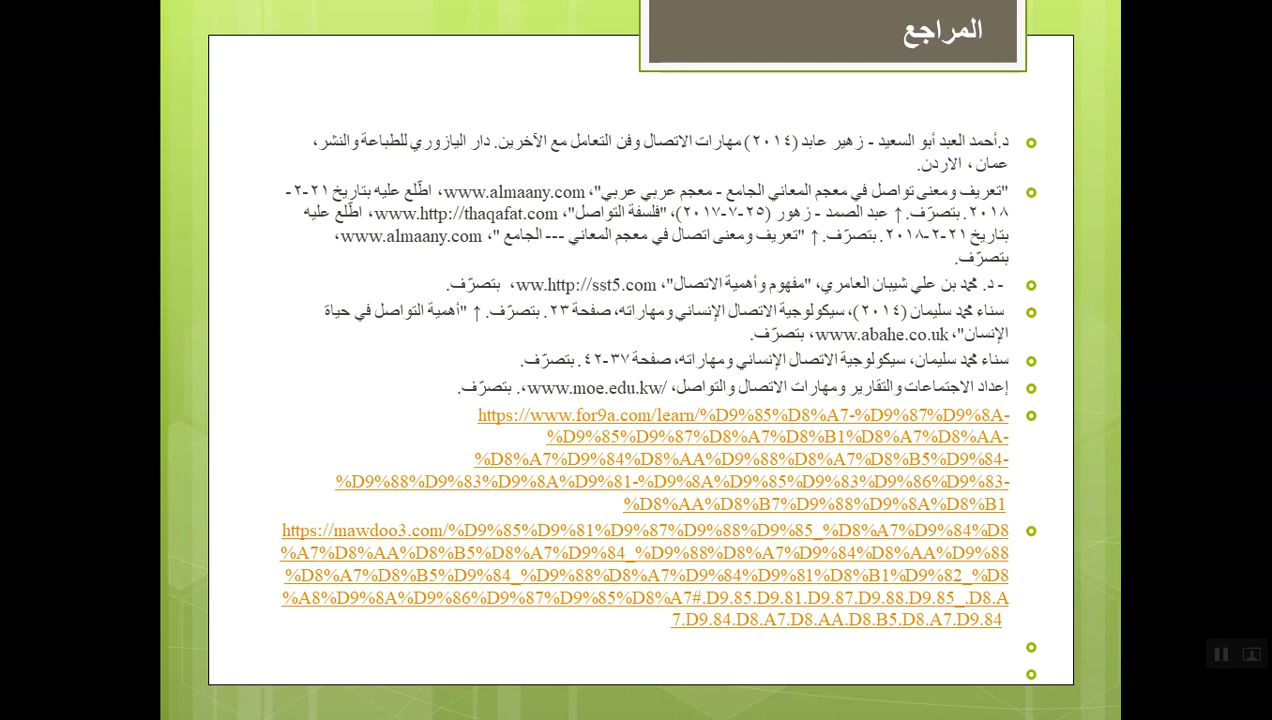 المراجع
د.أحمد العبد أبو السعيد - زهير عابد (٢٠١٤) مهارات الاتصال وفن التعامل مع الآخرين. دار اليازوري للطباعة والنشر،
عمان ، الاردن.
"تعريف ومعنى تواصل في معجم المعاني الجامع - معجم عربي عربي"، www.almaany.com، اطّلع عليه بتاريخ ٢١-٢-
٢٠١٨. بتصرّف. ↑ عبد الصمد - زهور (٢٥-٧-٢٠١٧)، "فلسفة التواصل"، www.http://thaqafat.com، اطّلع عليه
بتاريخ ٢١-٢-٢٠١٨. بتصرّف. ↑ "تعريف ومعنى اتصال في معجم المعاني --- الجامع "، www.almaany.com،
بتصرّف.
- د. محمد بن علي شيبان العامري، "مفهوم وأهمية الاتصال"، ww.http://sst5.com، بتصرّف.
سناء محمد سليمان (٢٠١٤)، سيكولوجية الاتصال الإنساني ومهاراته، صفحة ٢٣. بتصرّف. ↑ "أهمية التواصل في حياة
الإنسان"، www.abahe.co.uk، بتصرّف.
سناء محمد سليمان، سيكولوجية الاتصال الإنساني ومهاراته، صفحة ٣٧-٤٢. بتصرّف.
إعداد الاجتماعات والتقارير ومهارات الاتصال والتواصل، /www.moe.edu.kw،. بتصرّف.
https://www.for9a.com/learn/%D9%85%D8%A7-%D9%87%D9%8A-
%D9%85%D9%87%D8%A7%D8%B1%D8%A7%D8%AA-
%D8%A7%D9%84%D8%AA%D9%88%D8%A7%D8%B5%D9%84-
%D9%88%D9%83%D9%8A%D9%81-%D9%8A%D9%85%D9%83%D9%86%D9%83-
%D8%AA%D8%B7%D9%88%D9%8A%D8%B1
https://mawdoo3.com/%D9%85%D9%81%D9%87%D9%88%D9%85_%D8%A7%D9%84%D8
%A7%D8%AA%D8%B5%D8%A7%D9%84_%D9%88%D8%A7%D9%84%D8%AA%D9%88
%D8%A7%D8%B5%D9%84_%D9%88%D8%A7%D9%84%D9%81%D8%B1%D9%82_%D8
%A8%D9%8A%D9%86%D9%87%D9%85%D8%A7#.D9.85.D9.81.D9.87.D9.88.D9.85_.D8.A
7.D9.84.D8.A7.D8.AA.D8.B5.D8.A7.D9.84